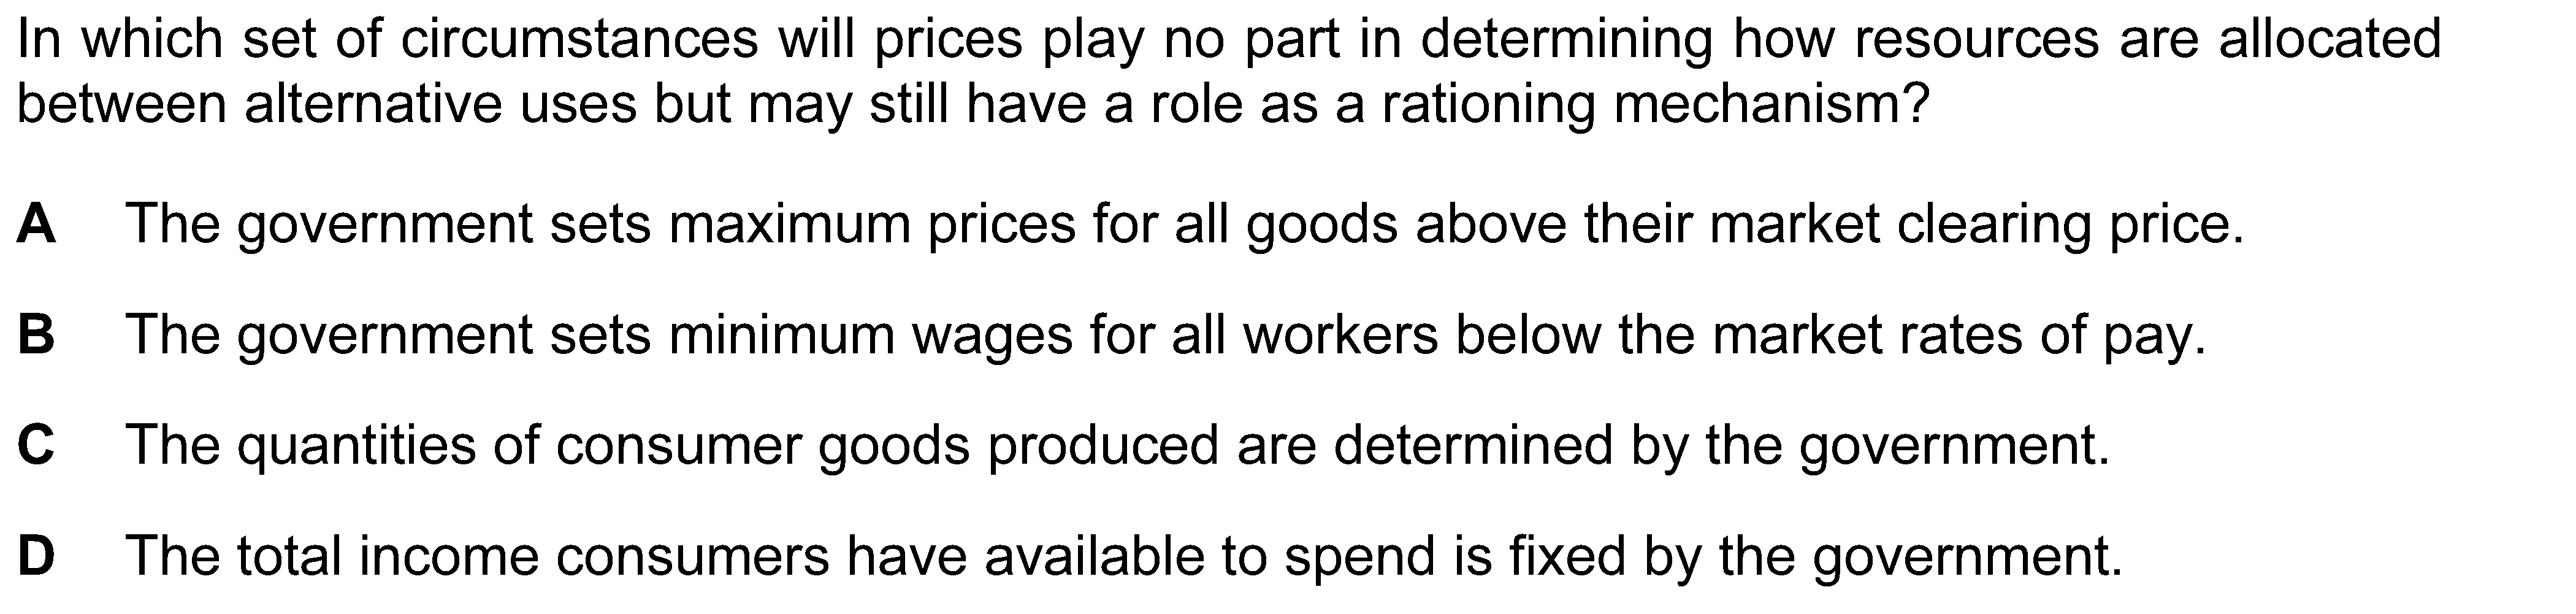 In which set of circumstances will prices play no part in determining how resources are allocated
between alternative uses but may still have a role as a rationing mechanism?
A The government sets maximum prices for all goods above their market clearing price.
B The government sets minimum wages for all workers below the market rates of pay.
C The quantities of consumer goods produced are determined by the government.
D The total income consumers have available to spend is fixed by the government.